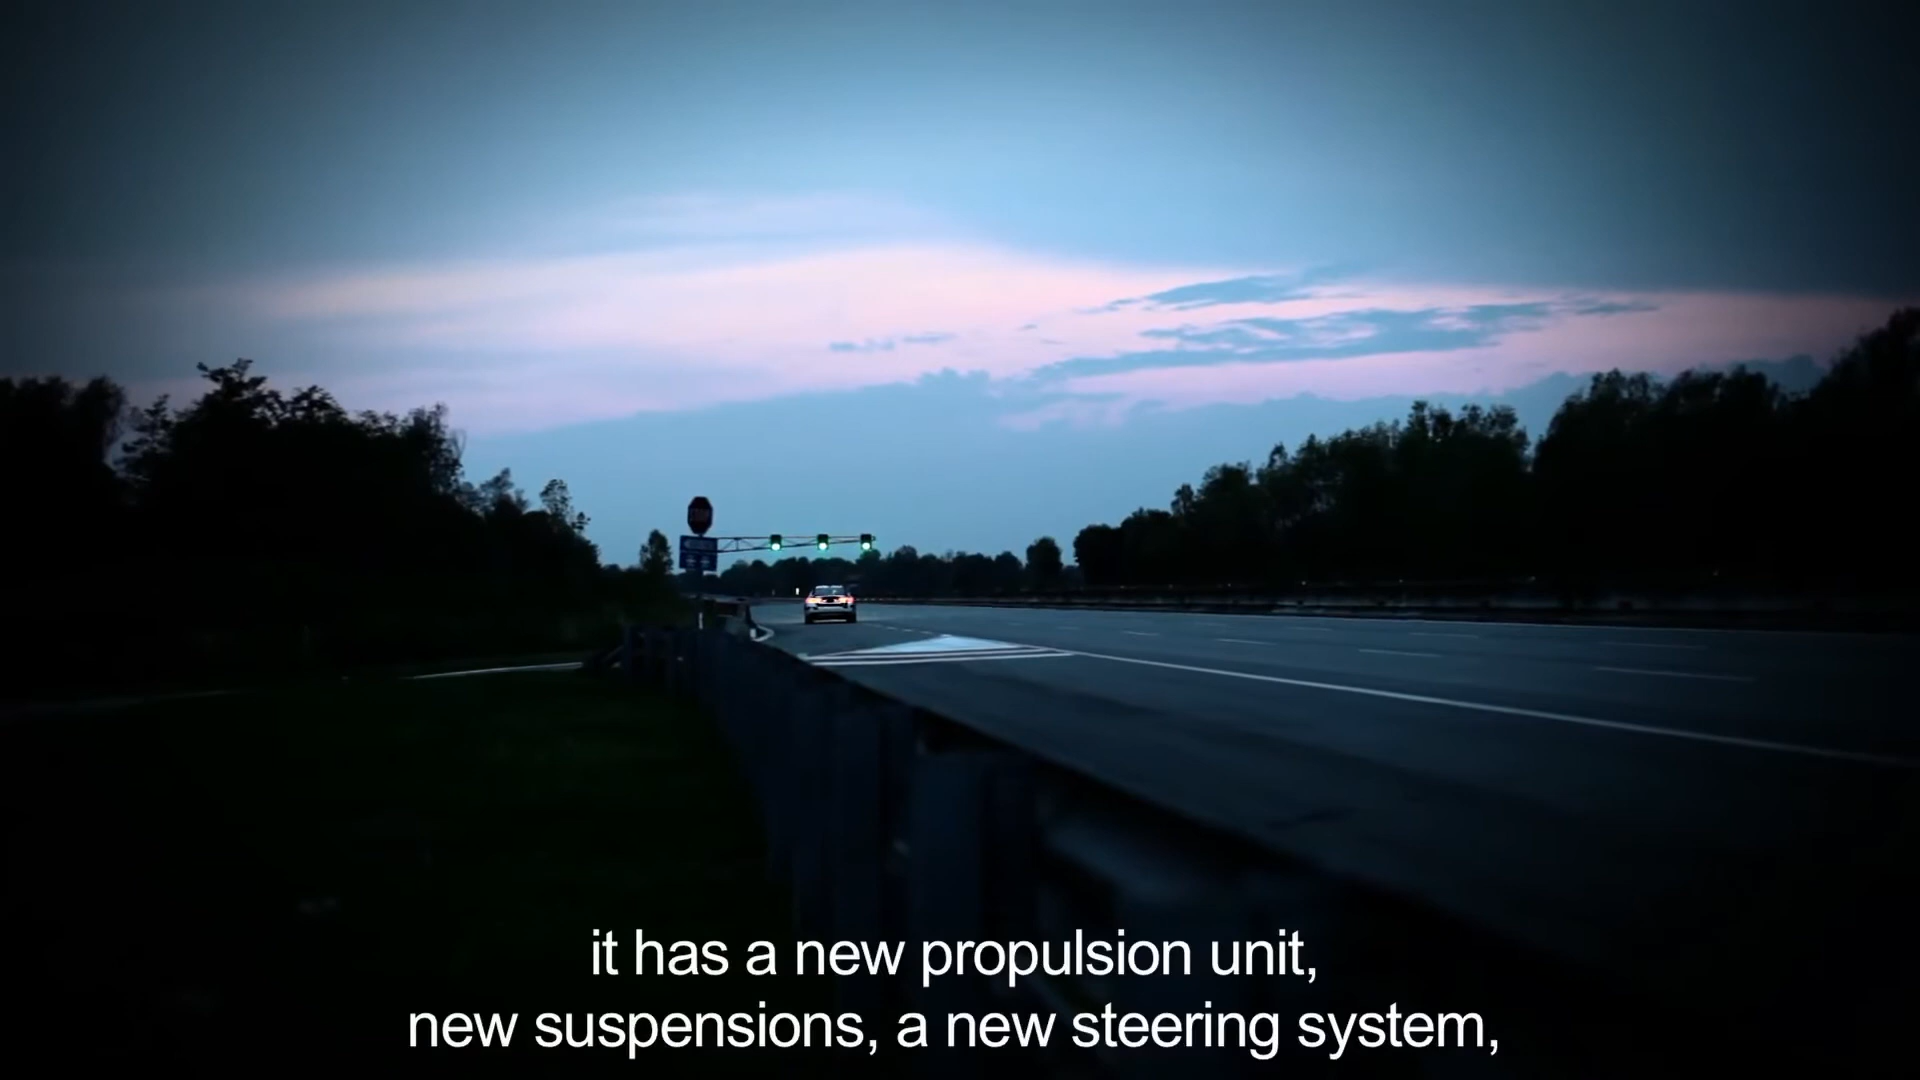 it has a new propulsion unit,
new suspensions, a new steering system,